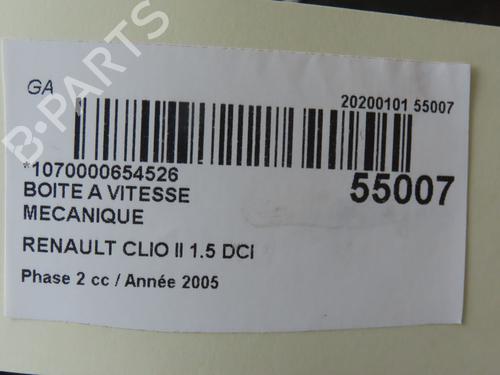 GA
20200101 55007
*1070000654526
55007
BOITE A VITESSE
MECANIQUE
RENAULT CLIO II 1.5 DCI
Phase 2 cc / Année 2005
B-PARTS